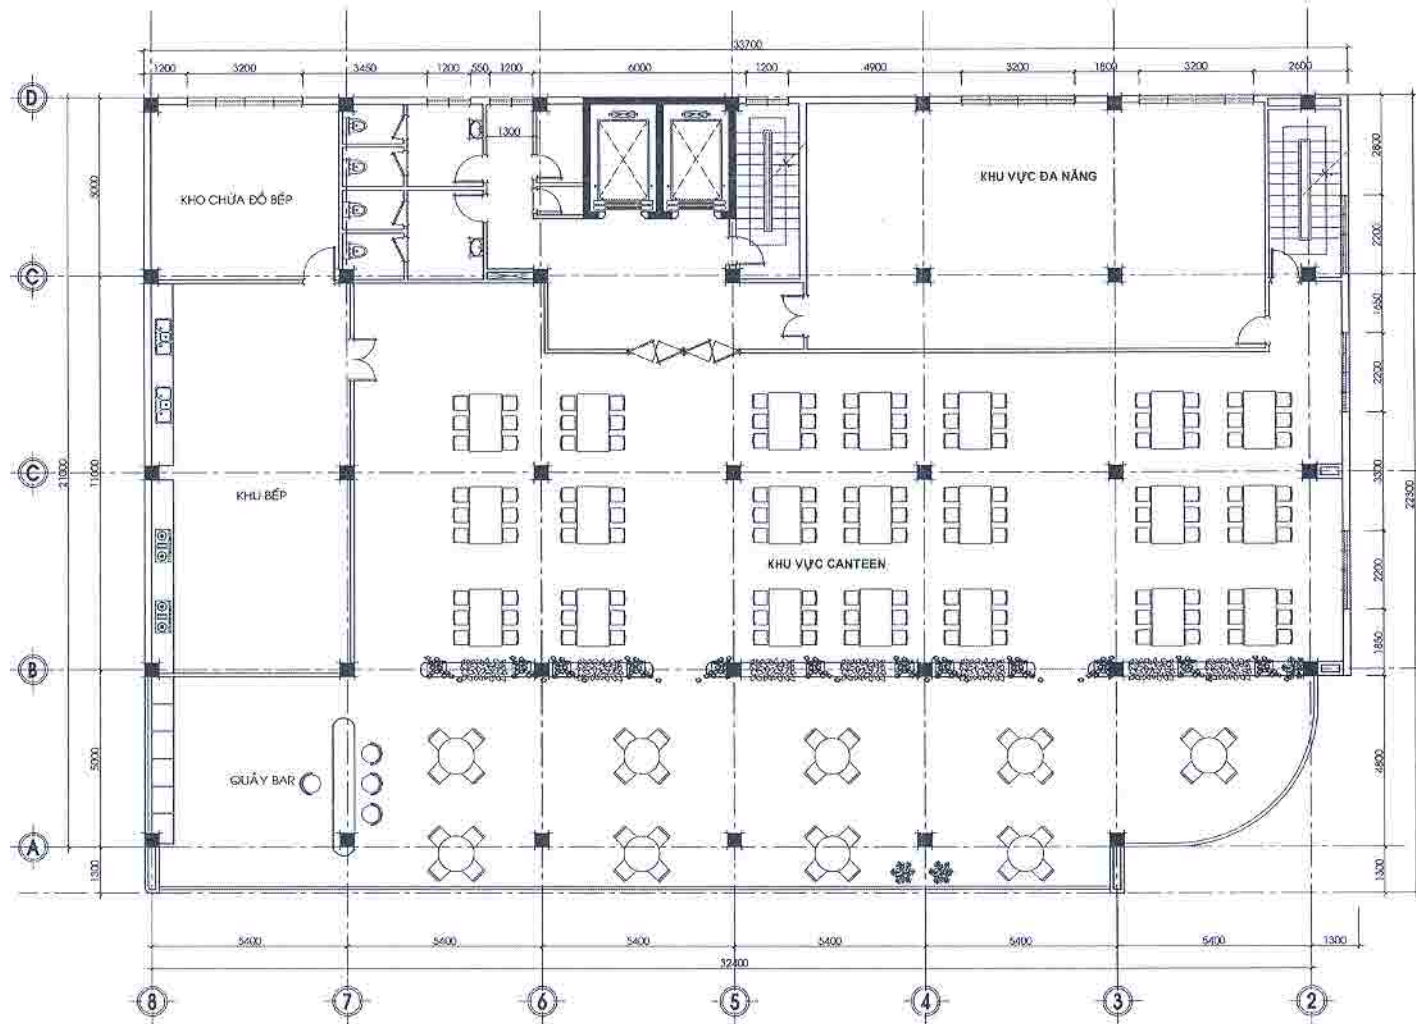 33700
1200 3200 3450 1200 550 1200 6000 1200 4900 3200 1800 3200 2600
D
1300
2800
KHU VỰC ĐA NĂNG
5000
KHO CHỨA ĐỒ BẾP
2200
C
1650
2200
C
21000
11000
3300
22300
KHU BẾP
KHU VỰC CANTEEN
2200
1850
B
5000
QUẦY BAR
4800
A
1300
1300
5400 5400 5400 5400 5400 5400 1300
32400
8 7 6 5 4 3 2